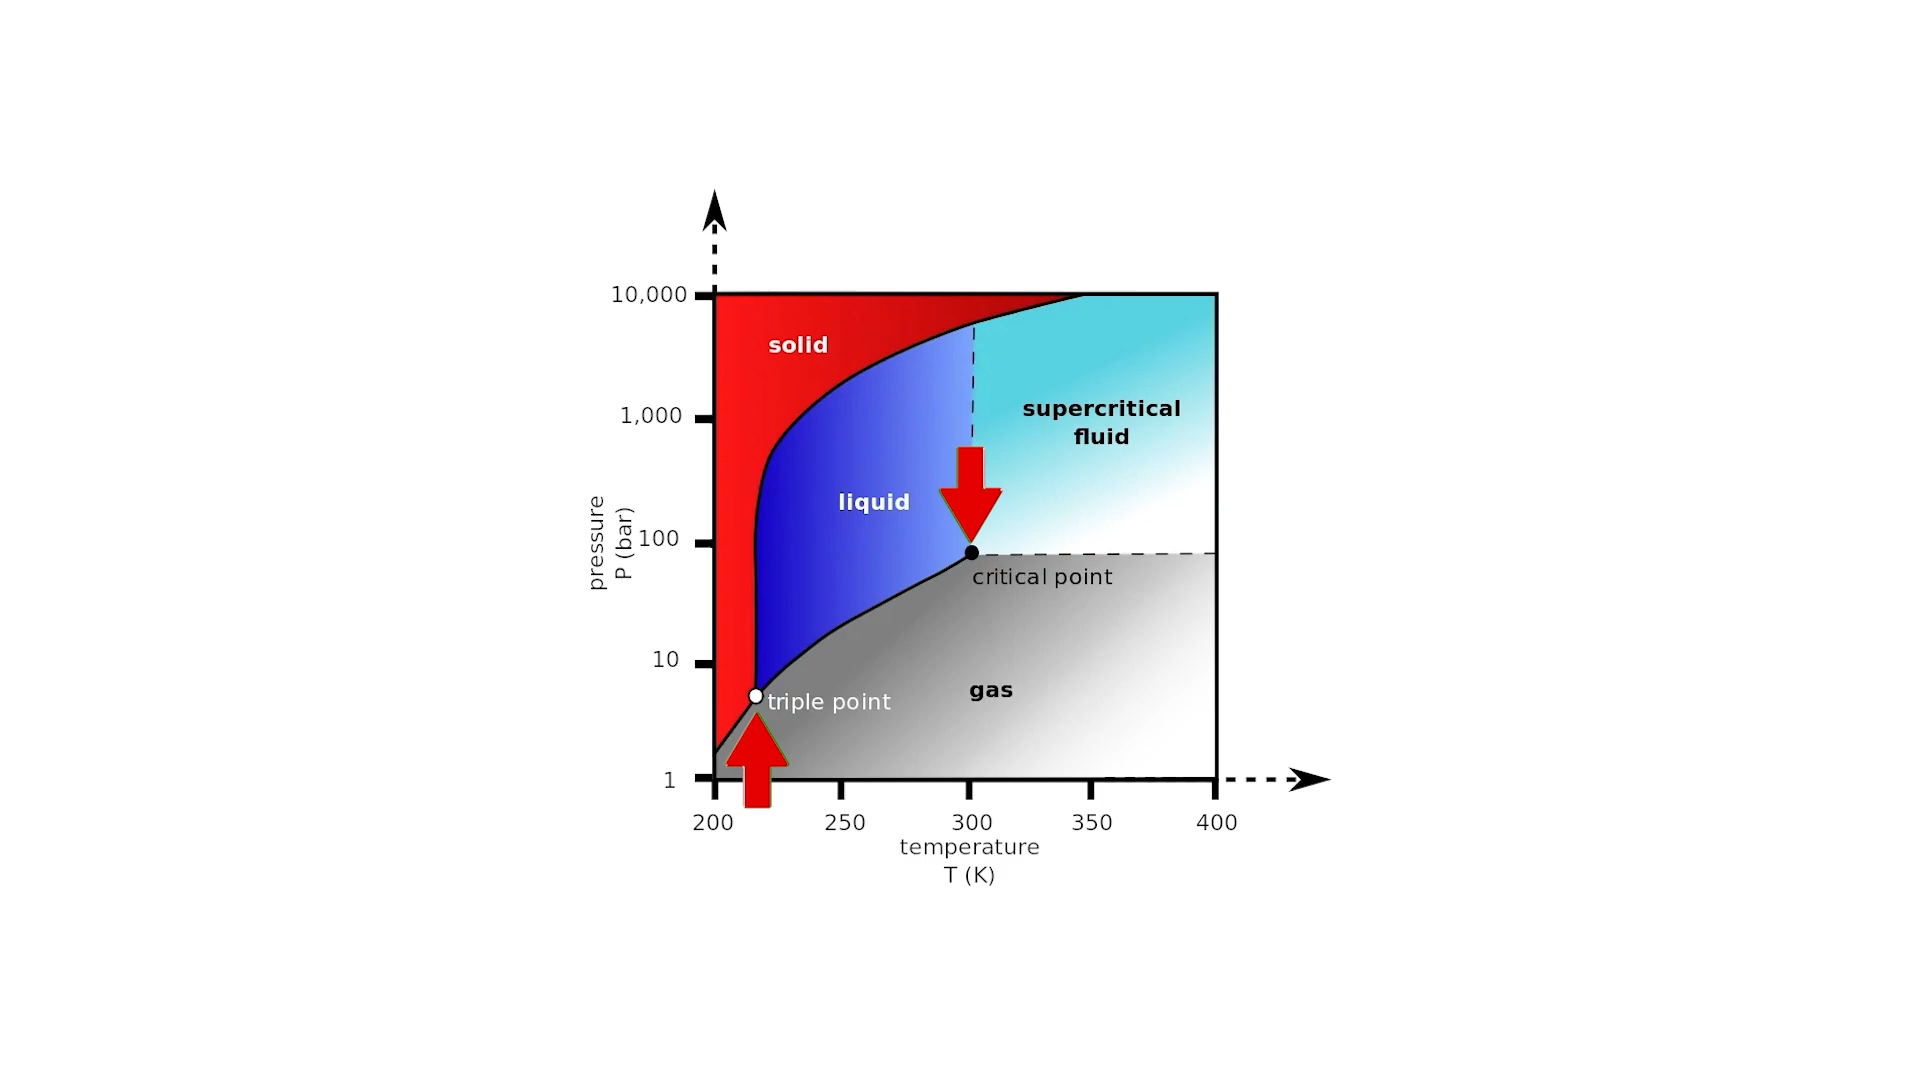 10,000
solid
supercritical
fluid
1,000
liquid
pressure
P (bar)
100
critical point
10
gas
triple point
1
200 250 300 350 400
temperature
T (K)